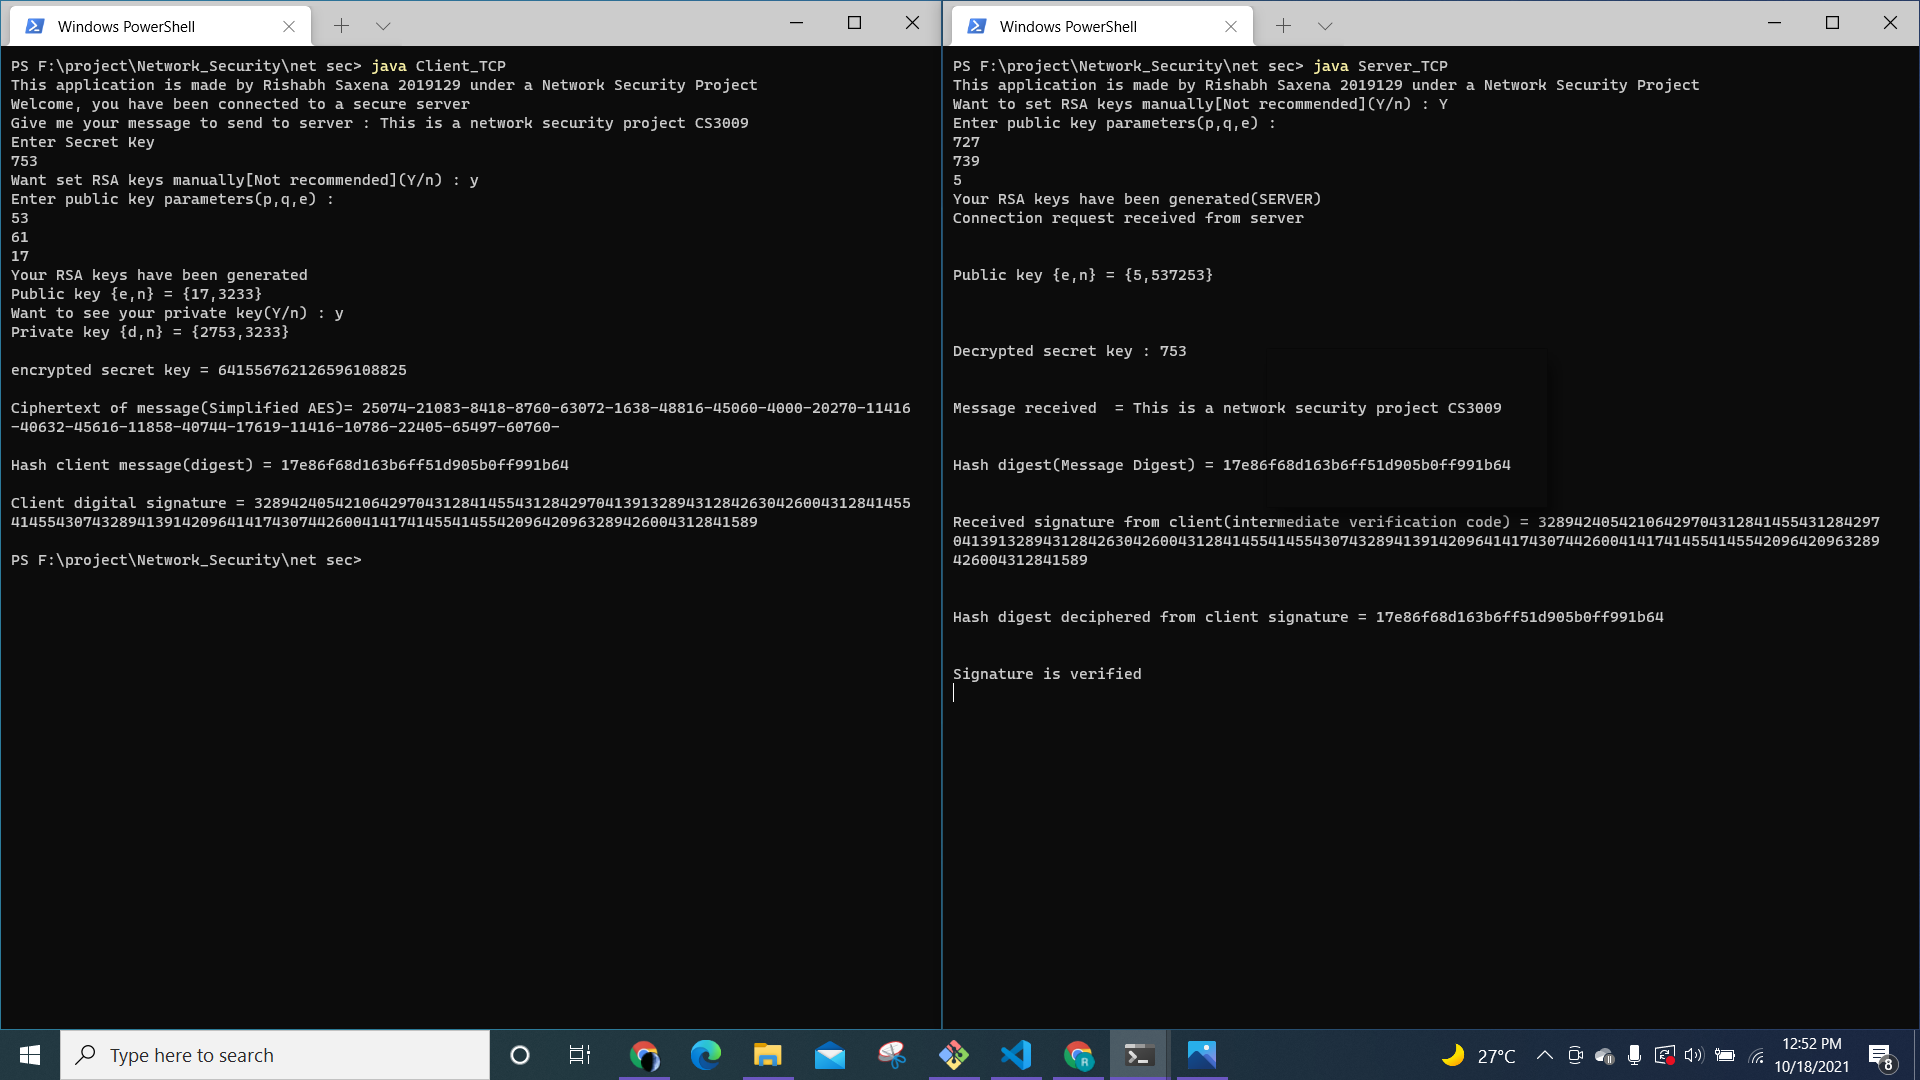 Windows PowerShell
PS F:\project\Network_Security\net sec> java Client_TCP
This application is made by Rishabh Saxena 2019129 under a Network Security Project
Welcome, you have been connected to a secure server
Give me your message to send to server : This is a network security project CS3009
Enter Secret Key
753
Want set RSA keys manually[Not recommended](Y/n) : y
Enter public key parameters(p,q,e) :
53
61
17
Your RSA keys have been generated
Public key {e,n} = {17,3233}
Want to see your private key(Y/n) : y
Private key {d,n} = {2753,3233}
encrypted secret key = 641556762126596108825
Ciphertext of message(Simplified AES)= 25074-21083-8418-8760-63072-1638-48816-45060-4000-20270-11416
-40632-45616-11858-40744-17619-11416-10786-22405-65497-60760-
Hash client message(digest) = 17e86f68d163b6ff51d905b0ff991b64
Client digital signature = 3289424054210642970431284145543128429704139132894312842630426004312841455
4145543074328941391420964141743074426004141741455414554209642096328942600431284​1589
PS F:\project\Network_Security\net sec>
Windows PowerShell
PS F:\project\Network_Security\net sec> java Server_TCP
This application is made by Rishabh Saxena 2019129 under a Network Security Project
Want to set RSA keys manually[Not recommended](Y/n) : Y
Enter public key parameters(p,q,e) :
727
739
5
Your RSA keys have been generated(SERVER)
Connection request received from server
Public key {e,n} = {5,537253}
Decrypted secret key : 753
Message received  = This is a network security project CS3009
Hash digest(Message Digest) = 17e86f68d163b6ff51d905b0ff991b64
Received signature from client(intermediate verification code) = 32894240542106429704312841455431284297
0413913289431284263042600431284145541455430743289413914209641417430744260041417414554145542096420963289
426004312841589
Hash digest deciphered from client signature = 17e86f68d163b6ff51d905b0ff991b64
Signature is verified
Type here to search
27°C
12:52 PM
10/18/2021
8